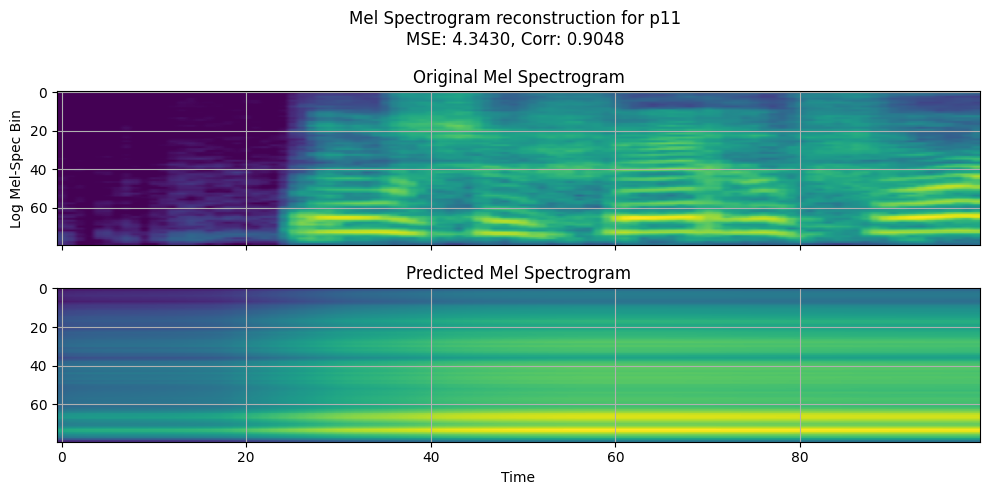 Mel Spectrogram reconstruction for p11
MSE: 4.3430, Corr: 0.9048
Original Mel Spectrogram
0
20
40
60
Log Mel-Spec Bin
Predicted Mel Spectrogram
0
20
40
60
0 20 40 60 80
Time